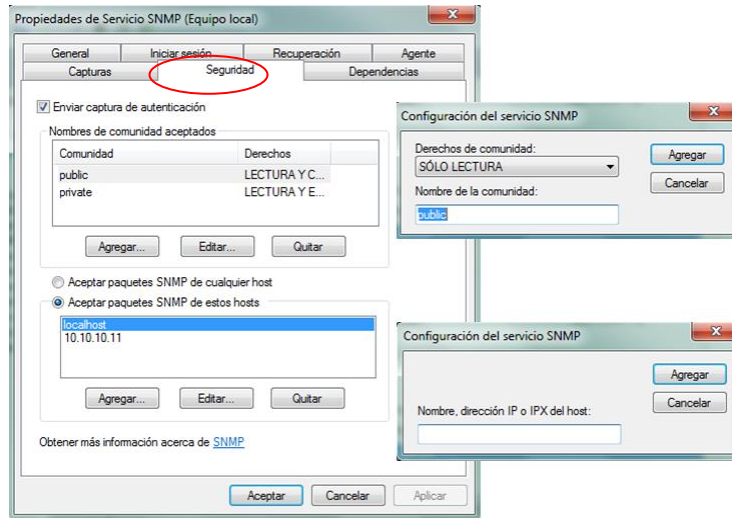 Propiedades de Servicio SNMP (Equipo local)
General Iniciar sesión Recuperación Agente
Capturas Seguridad Dependencias
Enviar captura de autenticación
Nombres de comunidad aceptados
Comunidad Derechos
public LECTURA Y C...
private LECTURA Y E...
Agregar... Editar... Quitar
Aceptar paquetes SNMP de cualquier host
Aceptar paquetes SNMP de estos hosts
localhost
10.10.10.11
Agregar... Editar... Quitar
Obtener más información acerca de SNMP
Aceptar Cancelar Aplicar
Configuración del servicio SNMP
Derechos de comunidad:
SÓLO LECTURA
Agregar
Nombre de la comunidad:
Cancelar
public
Configuración del servicio SNMP
Agregar
Cancelar
Nombre, dirección IP o IPX del host: